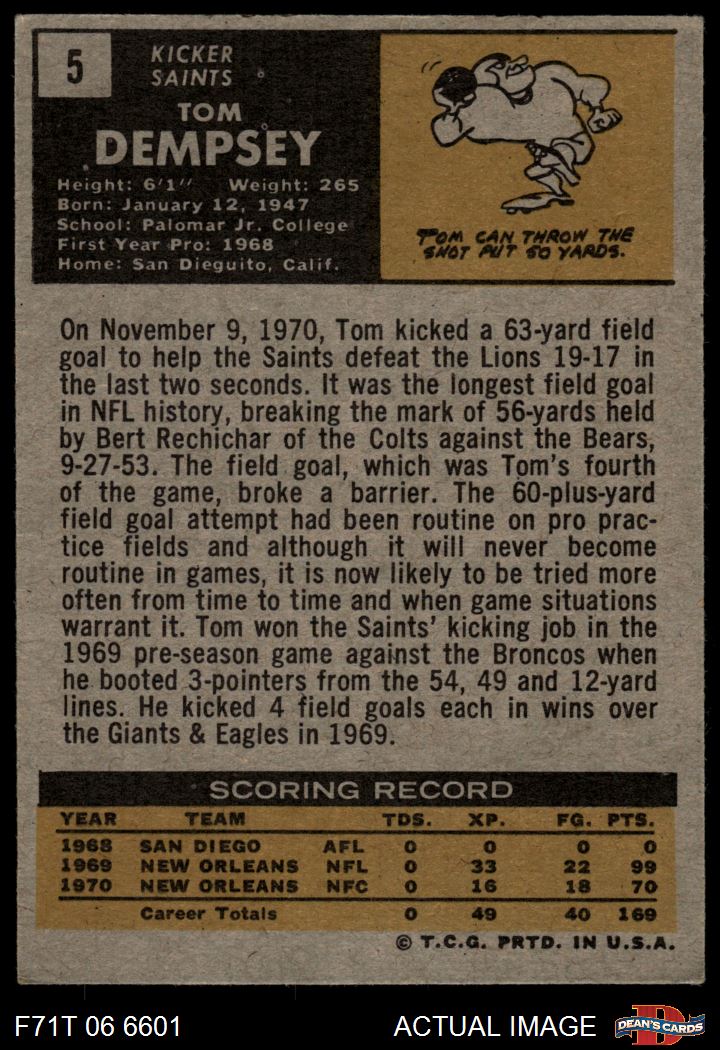 5
KICKER
SAINTS
TOM
DEMPSEY
Height: 6'1" Weight: 265
Born: January 12, 1947
School: Palomar Jr. College
First Year Pro: 1968
Home: San Dieguito, Calif.
TOM CAN THROW THE
SHOT PUT 50 YARDS.
On November 9, 1970, Tom kicked a 63-yard field
goal to help the Saints defeat the Lions 19-17 in
the last two seconds. It was the longest field goal
in NFL history, breaking the mark of 56-yards held
by Bert Rechichar of the Colts against the Bears,
9-27-53. The field goal, which was Tom's fourth
of the game, broke a barrier. The 60-plus-yard
field goal attempt had been routine on pro prac-
tice fields and although it will never become
routine in games, it is now likely to be tried more
often from time to time and when game situations
warrant it. Tom won the Saints' kicking job in the
1969 pre-season game against the Broncos when
he booted 3-pointers from the 54, 49 and 12-yard
lines. He kicked 4 field goals each in wins over
the Giants & Eagles in 1969.
SCORING RECORD
YEAR TEAM TDS. XP. FG. PTS.
1968 SAN DIEGO AFL 0 0 0 0
1969 NEW ORLEANS NFL 0 33 22 99
1970 NEW ORLEANS NFC 0 16 18 70
Career Totals 0 49 40 169
© T.C.G. PRTD. IN U.S.A.
F71T 06 6601 ACTUAL IMAGE
D
DEAN'S CARDS